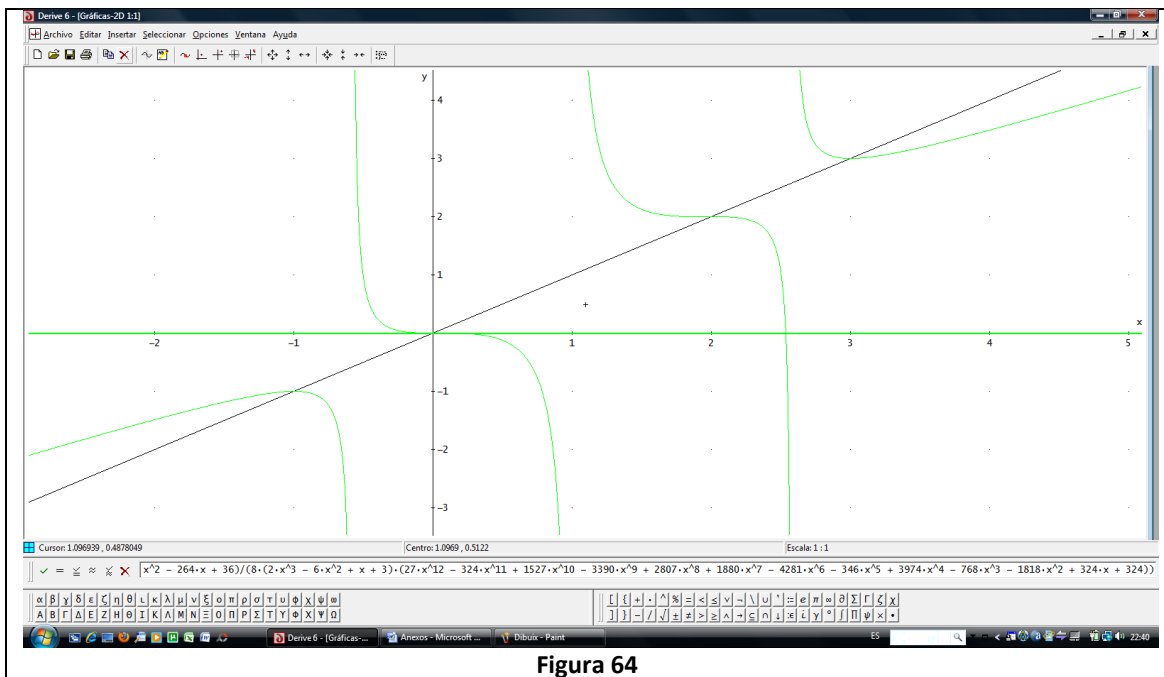 Derive 6 - [Gráficas-2D 1:1]
Archivo Editar Insertar Seleccionar Opciones Ventana Ayuda
y
4
3
2
1
x
-2 -1 1 2 3 4 5
-1
-2
-3
Cursor: 1.096939 , 0.4878049 Centro: 1.0969 , 0.5122 Escala: 1 : 1
x^2 - 264·x + 36)/(8·(2·x^3 - 6·x^2 + x + 3)·(27·x^12 - 324·x^11 + 1527·x^10 - 3390·x^9 + 2807·x^8 + 1880·x^7 - 4281·x^6 - 346·x^5 + 3974·x^4 - 768·x^3 - 1818·x^2 + 324·x + 324))
α β γ δ ε ζ η θ ι κ λ μ ν ξ ο π ρ σ τ υ φ χ ψ ω
Α Β Γ Δ Ε Ζ Η Θ Ι Κ Λ Μ Ν Ξ Ο Π Ρ Σ Τ Υ Φ Χ Ψ Ω
Derive 6 - [Gráficas-... Anexos - Microsoft ... Dibuix - Paint ES 22:40
Figura 64